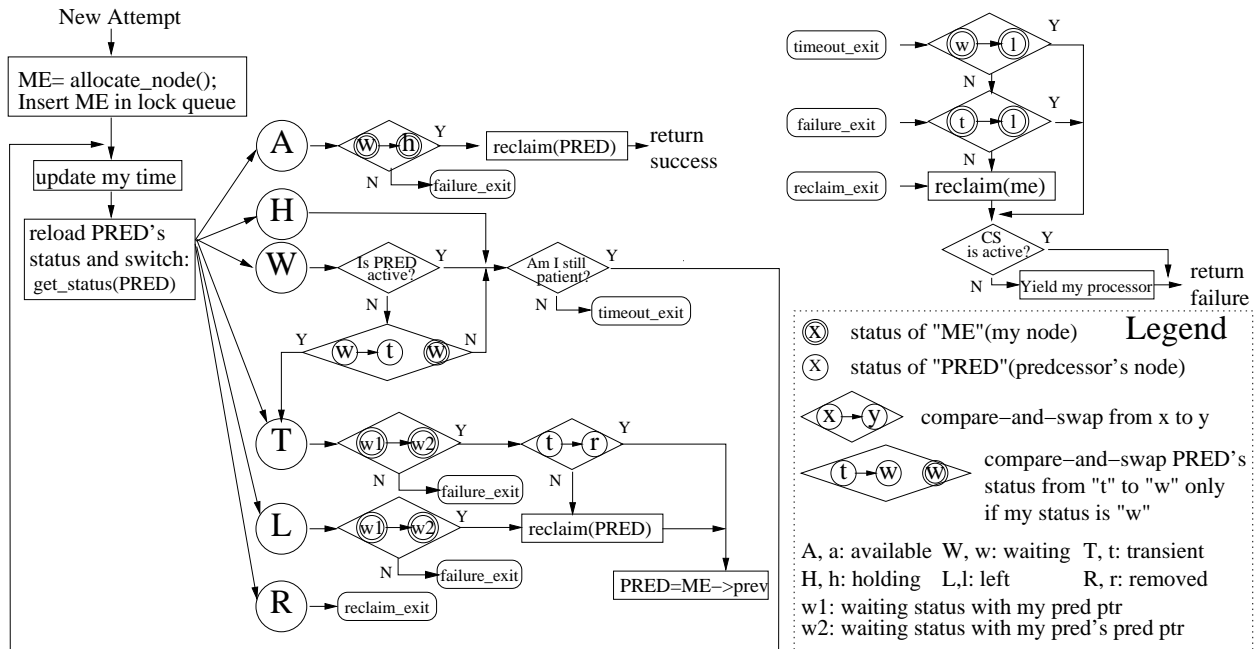 New Attempt
ME= allocate_node();
Insert ME in lock queue
update my time
reload PRED's
status and switch:
get_status(PRED)
A
w
h
Y
N
reclaim(PRED)
return
success
failure_exit
H
W
Is PRED
active?
Y
N
Am I still
patient?
Y
N
timeout_exit
Y
w
t
w
N
T
w1
w2
Y
N
failure_exit
t
r
Y
N
L
w1
w2
Y
N
failure_exit
reclaim(PRED)
PRED=ME->prev
R
reclaim_exit
timeout_exit
w
l
Y
N
failure_exit
t
l
Y
N
reclaim_exit
reclaim(me)
CS
is active?
Y
N
Yield my processor
return
failure
Legend
x status of "ME"(my node)
x status of "PRED"(predcessor's node)
x y compare−and−swap from x to y
t w w compare−and−swap PRED's
status from "t" to "w" only
if my status is "w"
A, a: available W, w: waiting T, t: transient
H, h: holding L,l: left R, r: removed
w1: waiting status with my pred ptr
w2: waiting status with my pred's pred ptr